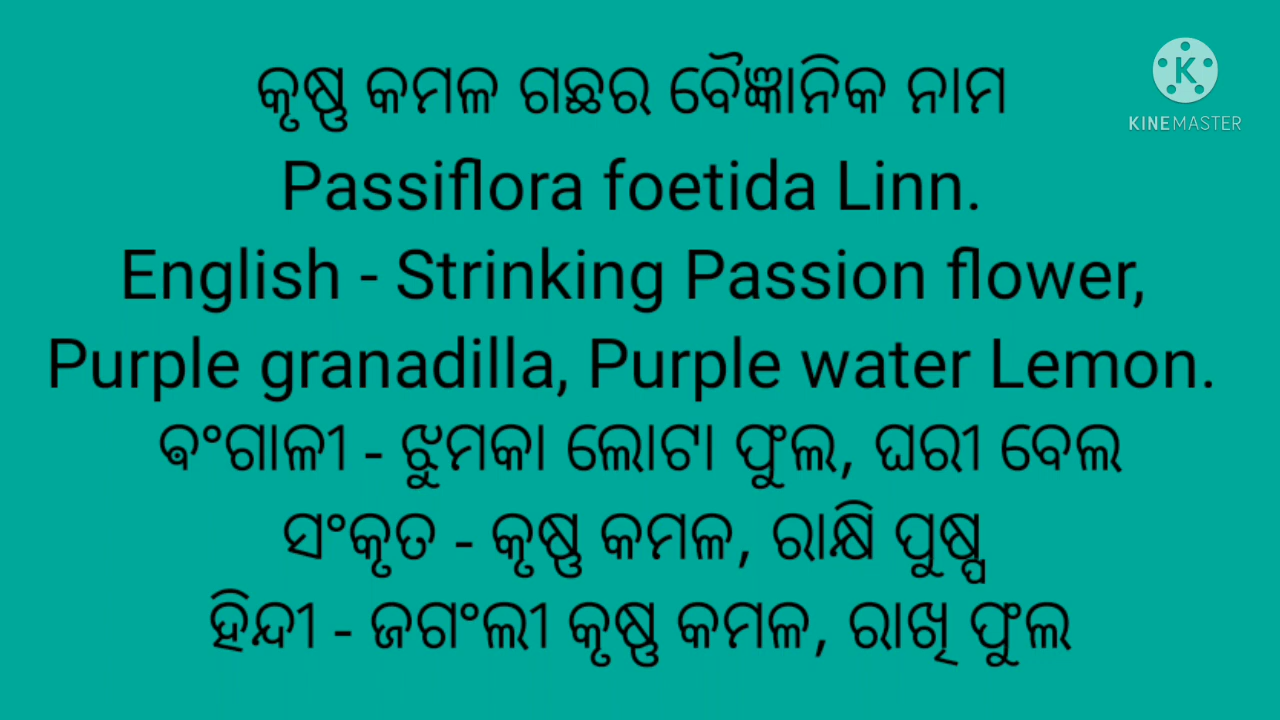 କୃଷ୍ଣ କମଳ ଗଛର ବୈଜ୍ଞାନିକ ନାମ
Passiflora foetida Linn.
English - Strinking Passion flower,
Purple granadilla, Purple water Lemon.
ଵଂଗାଳୀ - ଝୁମକା ଲୋଟା ଫୁଲ, ଘରୀ ବେଲ
ସଂକୃତ - କୃଷ୍ଣ କମଳ, ରାକ୍ଷି ପୁଷ୍ପ
ହିନ୍ଦୀ - ଜଗଂଲୀ କୃଷ୍ଣ କମଳ, ରାଖି ଫୁଲ
K
KINEMASTER